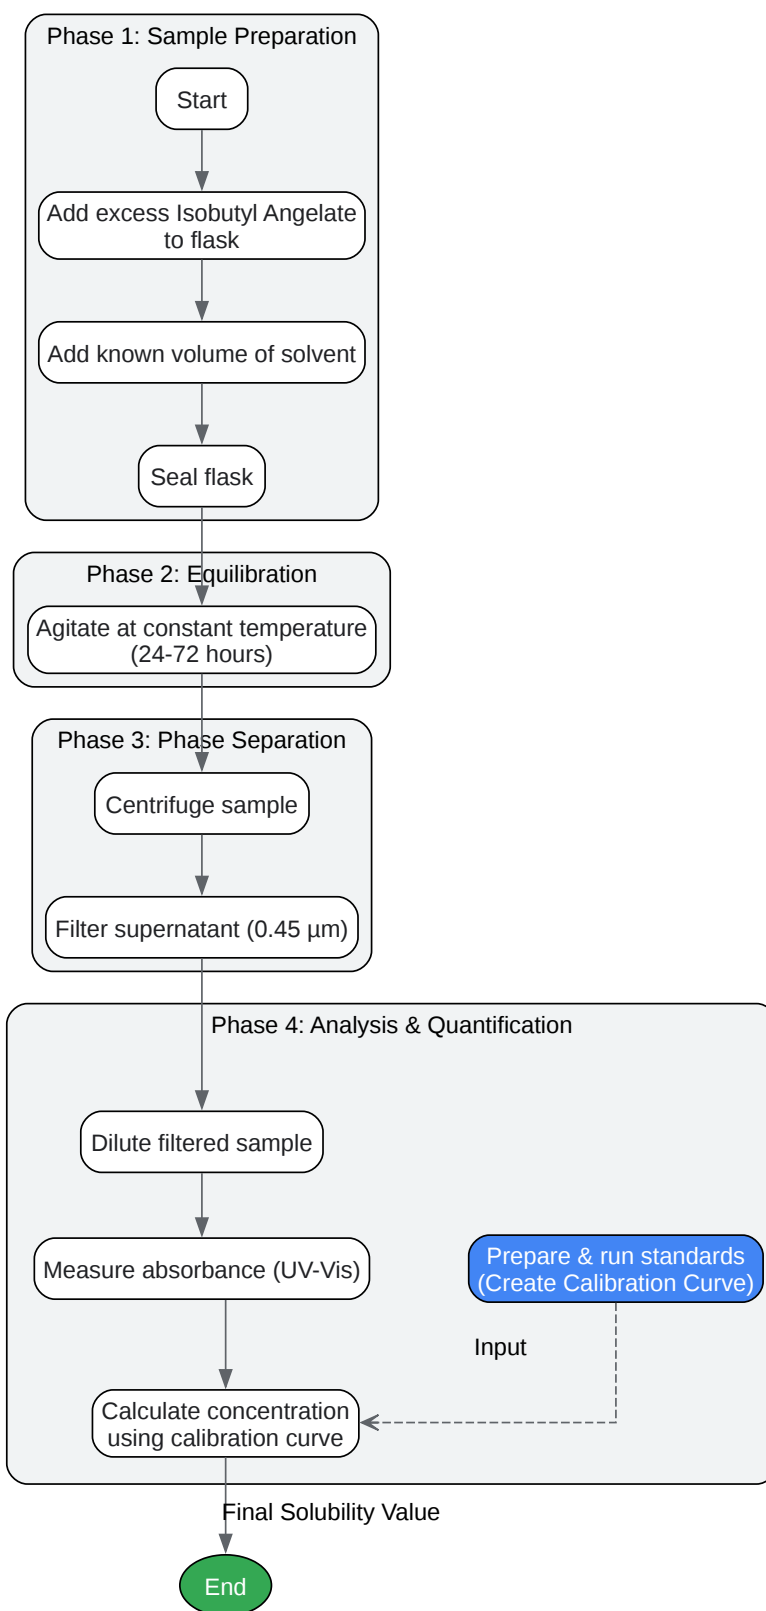 Phase 1: Sample Preparation
Start
Add excess Isobutyl Angelate
to flask
Add known volume of solvent
Seal flask
Phase 2: Equilibration
Agitate at constant temperature
(24-72 hours)
Phase 3: Phase Separation
Centrifuge sample
Filter supernatant (0.45 µm)
Phase 4: Analysis & Quantification
Dilute filtered sample
Measure absorbance (UV-Vis)
Prepare & run standards
(Create Calibration Curve)
Input
Calculate concentration
using calibration curve
Final Solubility Value
End